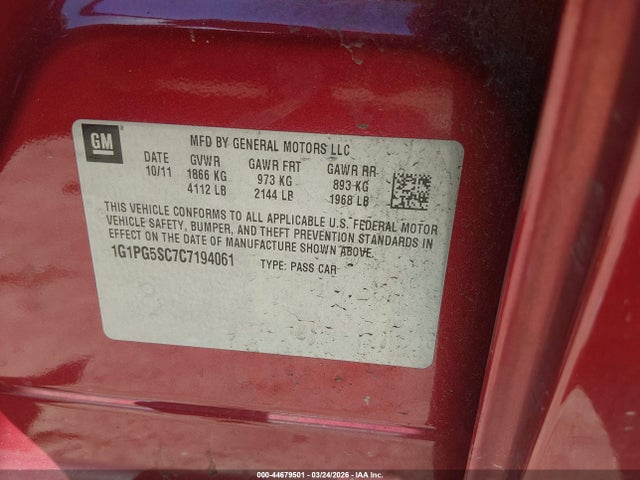 GM
MFD BY GENERAL MOTORS LLC
DATE GVWR GAWR FRT GAWR RR
10/11 1866 KG 973 KG 893 KG
4112 LB 2144 LB 1968 LB
THIS VEHICLE CONFORMS TO ALL APPLICABLE U.S. FEDERAL MOTOR
VEHICLE SAFETY, BUMPER, AND THEFT PREVENTION STANDARDS IN
EFFECT ON THE DATE OF MANUFACTURE SHOWN ABOVE.
1G1PG5SC7C7194061 TYPE: PASS CAR
000-44679501 - 03/24/2026 - IAA Inc.